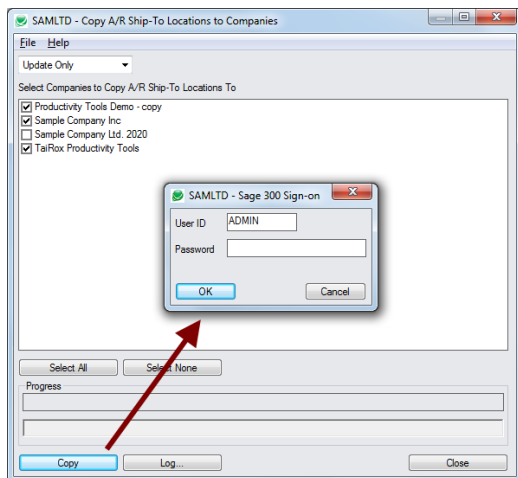 SAMLTD - Copy A/R Ship-To Locations to Companies
File Help
Update Only
Select Companies to Copy A/R Ship-To Locations To
Productivity Tools Demo - copy
Sample Company Inc
Sample Company Ltd. 2020
TaiRox Productivity Tools
SAMLTD - Sage 300 Sign-on
User ID ADMIN
Password
OK Cancel
Select All Select None
Progress
Copy Log... Close